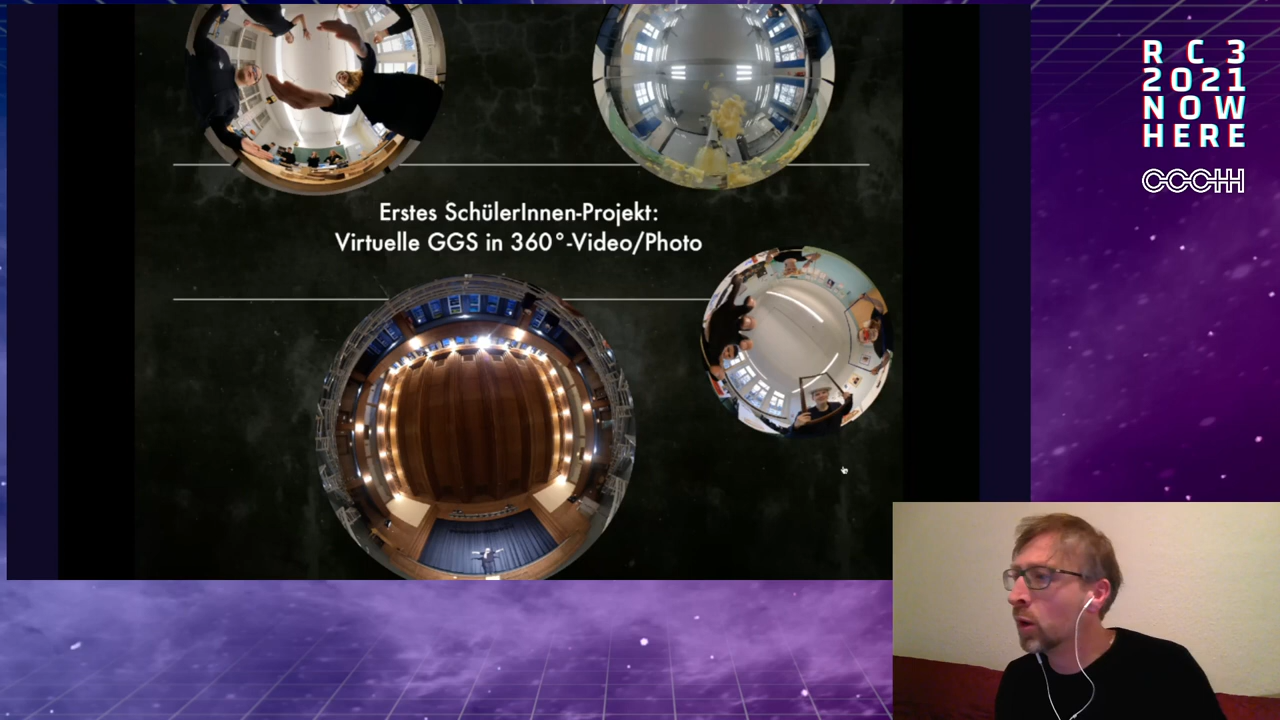 RC3
2021
NOW
HERE
CCCHH
Erstes SchülerInnen-Projekt:
Virtuelle GGS in 360°-Video/Photo